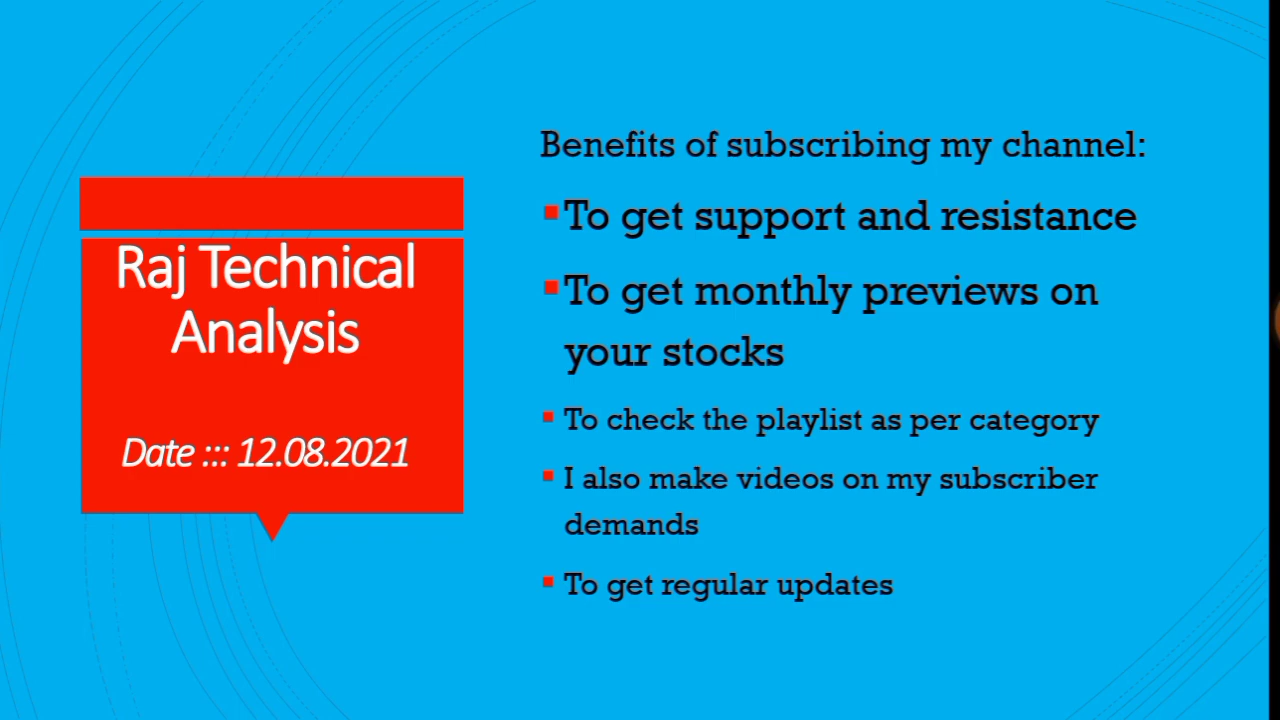 Raj Technical
Analysis
Date ::: 12.08.2021
Benefits of subscribing my channel:
▪To get support and resistance
▪To get monthly previews on
your stocks
▪ To check the playlist as per category
▪ I also make videos on my subscriber
demands
▪ To get regular updates